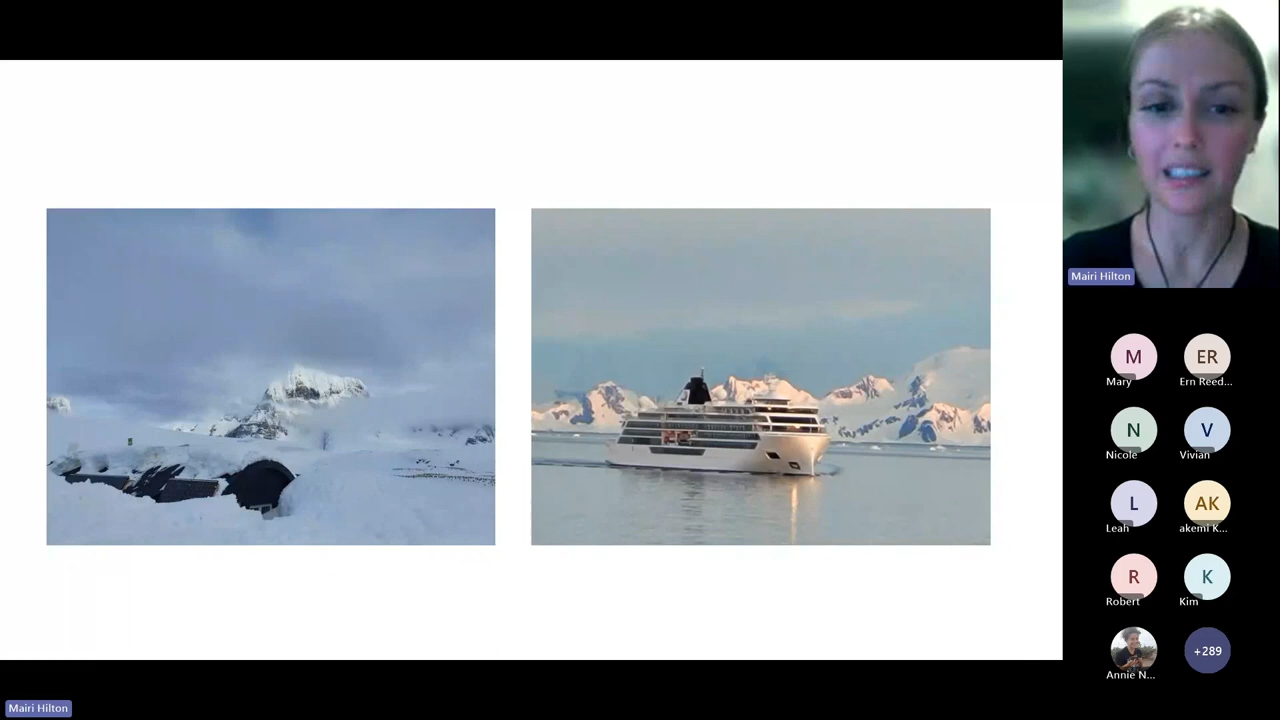 Mairi Hilton
M
ER
Mary
Ern Reed...
N
V
Nicole
Vivian
L
AK
Leah
akemi K...
R
K
Robert
Kim
+289
Annie N...
Mairi Hilton